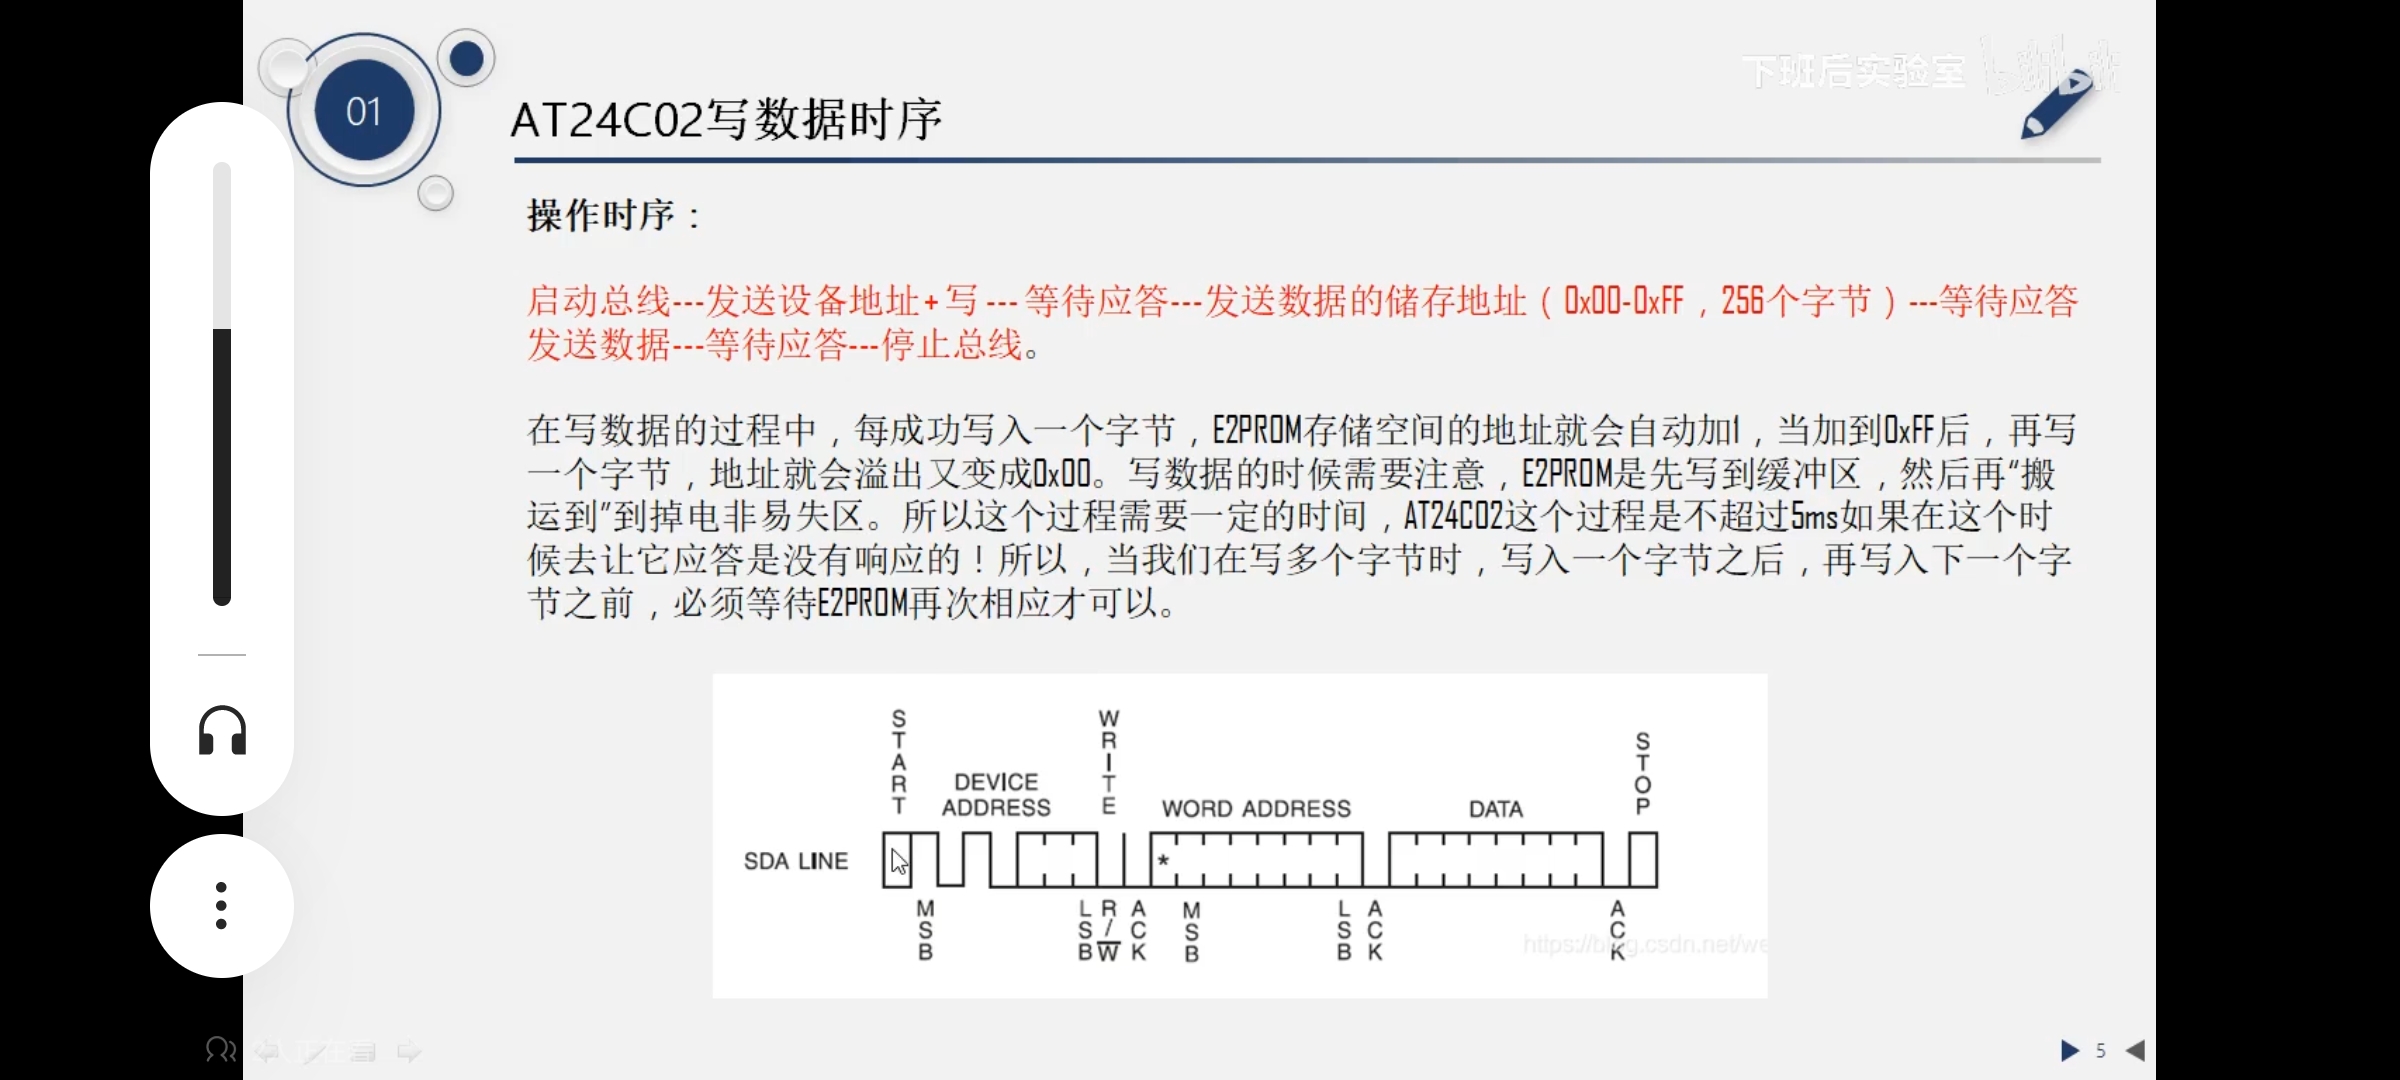 01
下班后实验室
bilibili
AT24C02写数据时序
操作时序：
启动总线---发送设备地址+写---等待应答---发送数据的储存地址（0x00-0xFF，256个字节）---等待应答
发送数据---等待应答---停止总线。
在写数据的过程中，每成功写入一个字节，E2PROM存储空间的地址就会自动加1，当加到0xFF后，再写
一个字节，地址就会溢出又变成0x00。写数据的时候需要注意，E2PROM是先写到缓冲区，然后再“搬
运到”到掉电非易失区。所以这个过程需要一定的时间，AT24C02这个过程是不超过5ms如果在这个时
候去让它应答是没有响应的！所以，当我们在写多个字节时，写入一个字节之后，再写入下一个字
节之前，必须等待E2PROM再次相应才可以。
START
DEVICE
ADDRESS
WRITE
WORD ADDRESS
DATA
STOP
SDA LINE
*
MSB
LSB
R/W
ACK
MSB
LSB
ACK
ACK
https://blog.csdn.net/we
5